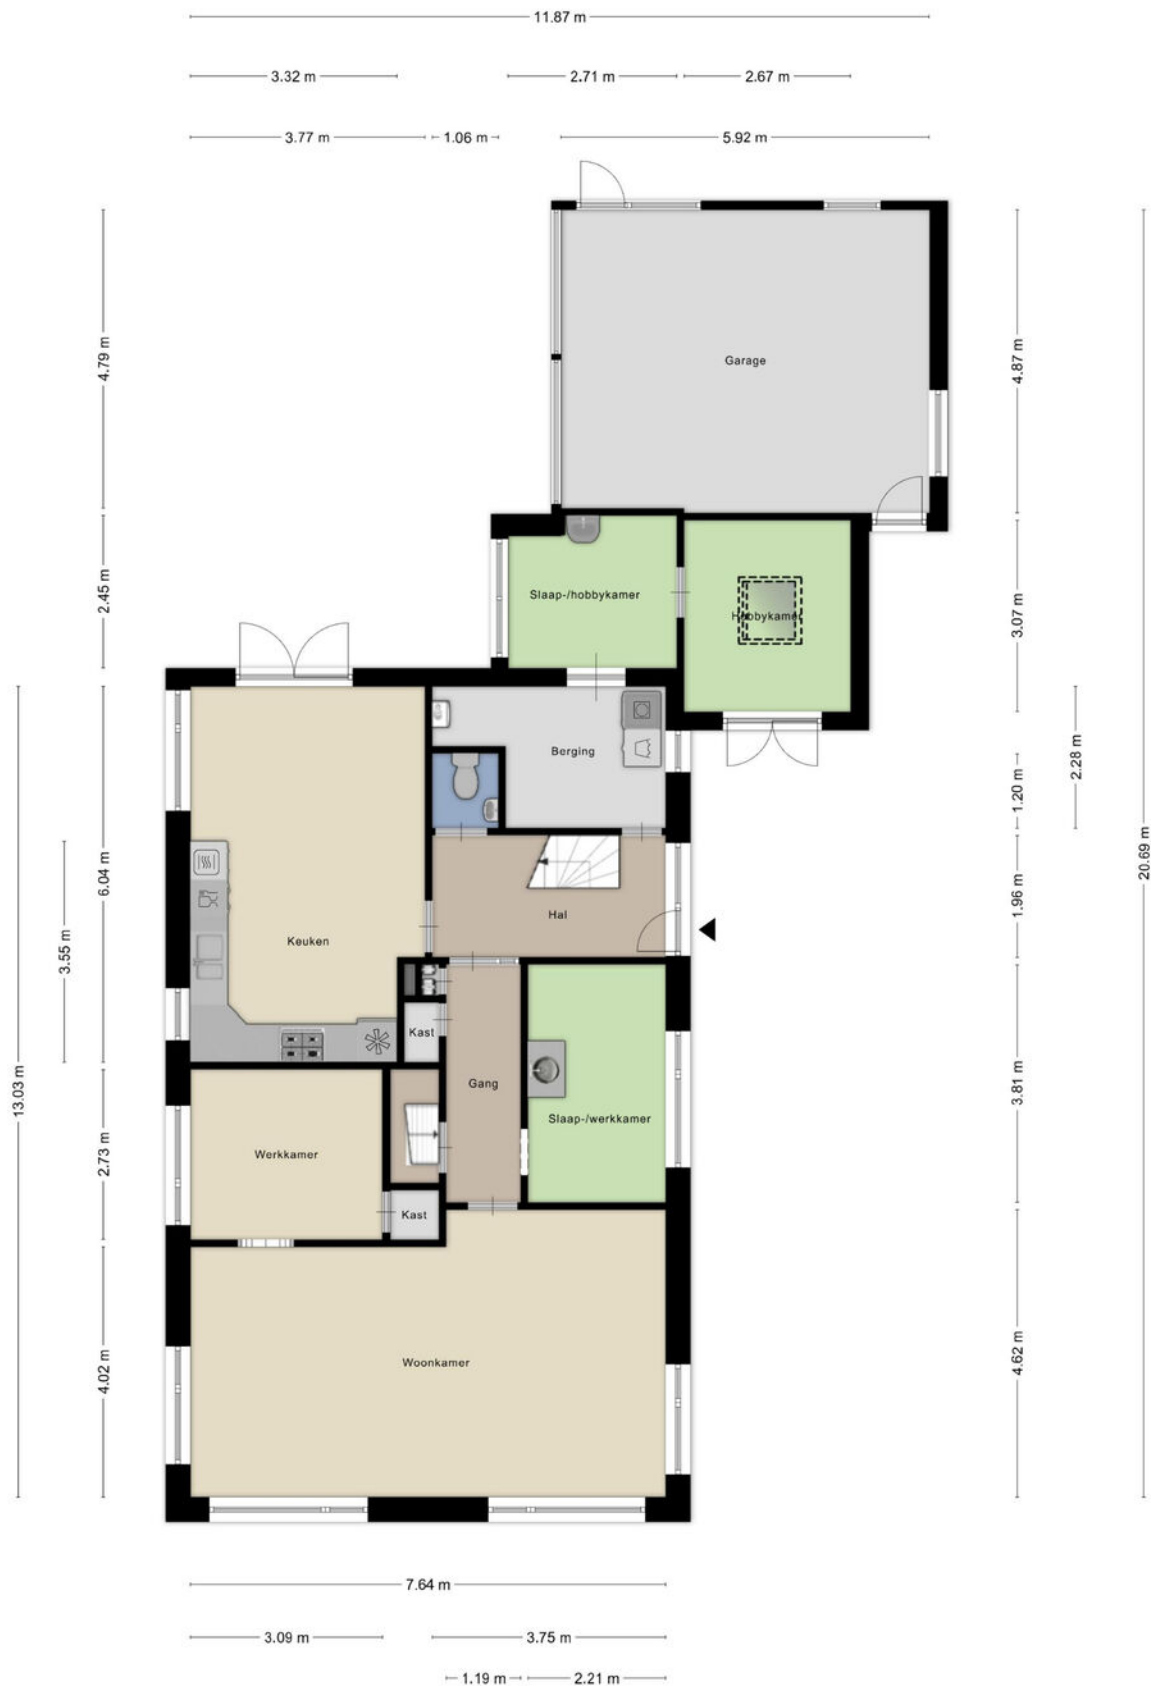 11.87 m
3.32 m
2.71 m
2.67 m
3.77 m
1.06 m
5.92 m
4.79 m
Garage
4.87 m
2.45 m
Slaap-/hobbykamer
Hobbykamer
3.07 m
Berging
2.28 m
1.20 m
20.69 m
6.04 m
3.55 m
Keuken
Hal
1.96 m
Kast
Gang
Slaap-/werkkamer
3.81 m
13.03 m
2.73 m
Werkkamer
Kast
4.02 m
Woonkamer
4.62 m
7.64 m
3.09 m
3.75 m
1.19 m
2.21 m